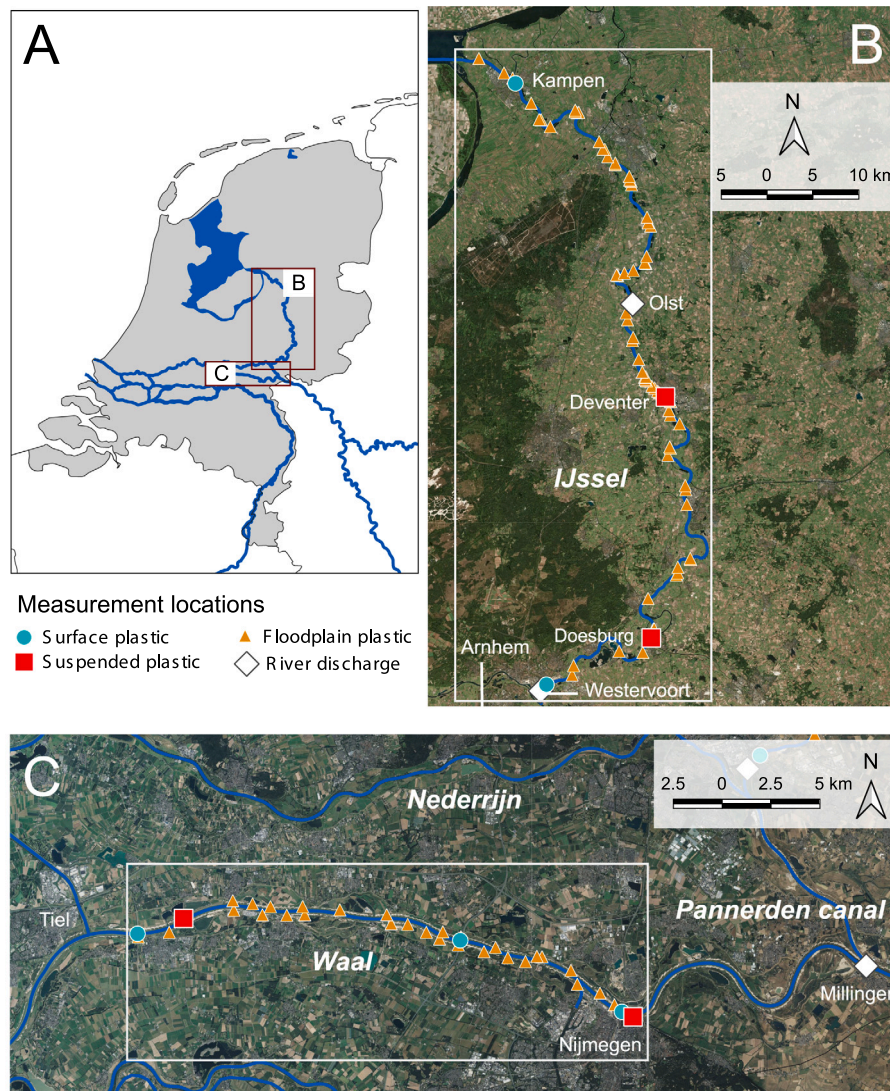 A
B
C
Measurement locations
Surface plastic
Floodplain plastic
Suspended plastic
River discharge
B
Kampen
N
5 0 5 10 km
Olst
Deventer
IJssel
Doesburg
Arnhem
Westervoort
C
N
2.5 0 2.5 5 km
Nederrijn
Tiel
Pannerden canal
Waal
Millingen
Nijmegen